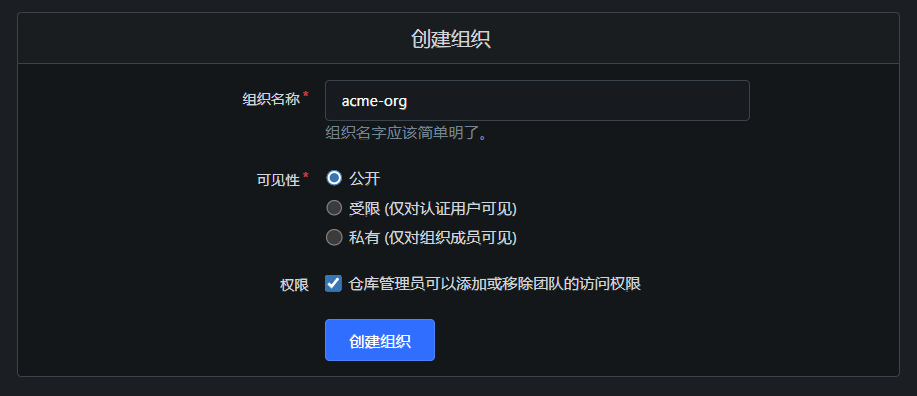 创建组织
组织名称*
acme-org
组织名字应该简单明了。
可见性*
公开
受限 (仅对认证用户可见)
私有 (仅对组织成员可见)
权限
仓库管理员可以添加或移除团队的访问权限
创建组织